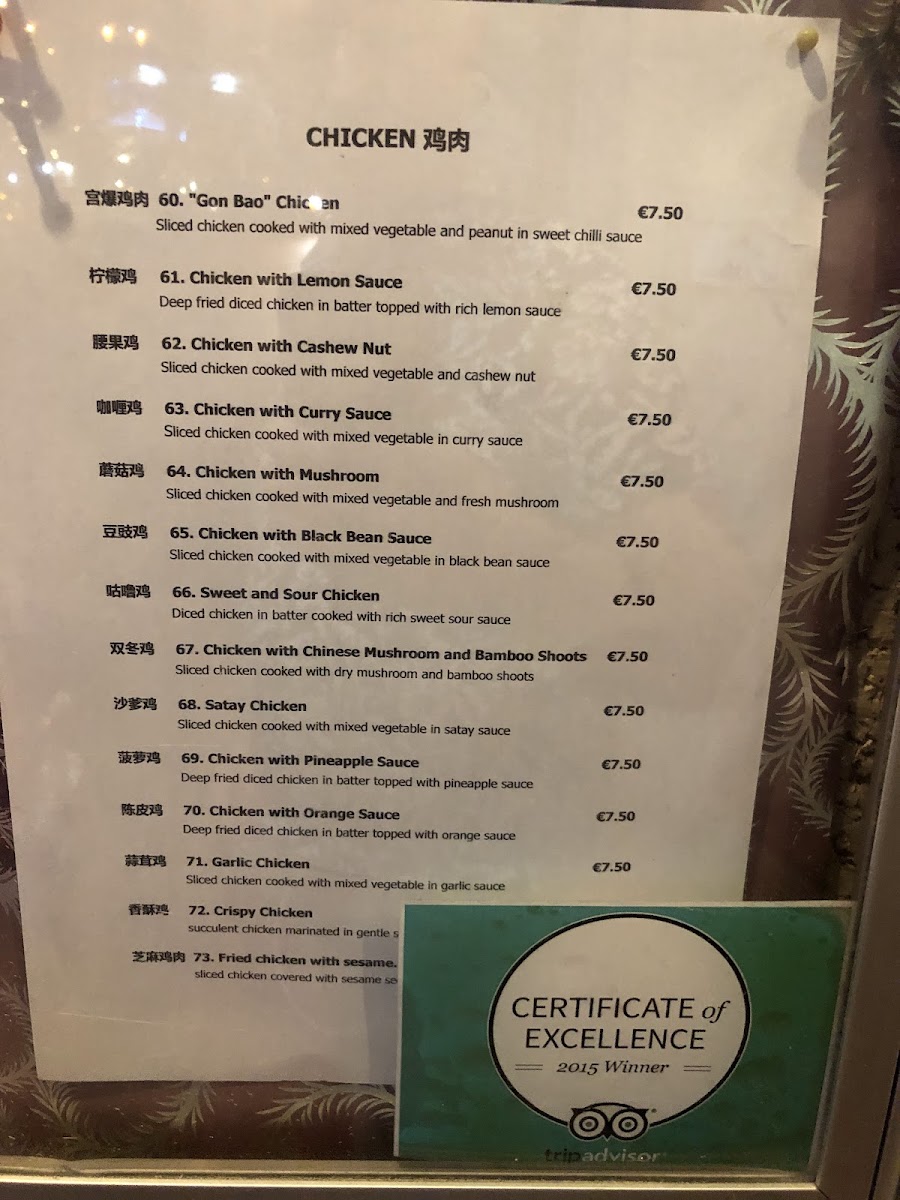 CHICKEN 鸡肉
宫爆鸡肉 60. "Gon Bao" Chicken €7.50
Sliced chicken cooked with mixed vegetable and peanut in sweet chilli sauce
柠檬鸡 61. Chicken with Lemon Sauce €7.50
Deep fried diced chicken in batter topped with rich lemon sauce
腰果鸡 62. Chicken with Cashew Nut €7.50
Sliced chicken cooked with mixed vegetable and cashew nut
咖喱鸡 63. Chicken with Curry Sauce €7.50
Sliced chicken cooked with mixed vegetable in curry sauce
蘑菇鸡 64. Chicken with Mushroom €7.50
Sliced chicken cooked with mixed vegetable and fresh mushroom
豆豉鸡 65. Chicken with Black Bean Sauce €7.50
Sliced chicken cooked with mixed vegetable in black bean sauce
咕噜鸡 66. Sweet and Sour Chicken €7.50
Diced chicken in batter cooked with rich sweet sour sauce
双冬鸡 67. Chicken with Chinese Mushroom and Bamboo Shoots €7.50
Sliced chicken cooked with dry mushroom and bamboo shoots
沙爹鸡 68. Satay Chicken €7.50
Sliced chicken cooked with mixed vegetable in satay sauce
菠萝鸡 69. Chicken with Pineapple Sauce €7.50
Deep fried diced chicken in batter topped with pineapple sauce
陈皮鸡 70. Chicken with Orange Sauce €7.50
Deep fried diced chicken in batter topped with orange sauce
蒜茸鸡 71. Garlic Chicken €7.50
Sliced chicken cooked with mixed vegetable in garlic sauce
香酥鸡 72. Crispy Chicken
succulent chicken marinated in gentle s
芝麻鸡肉 73. Fried chicken with sesame.
sliced chicken covered with sesame se
CERTIFICATE of
EXCELLENCE
2015 Winner
tripadvisor